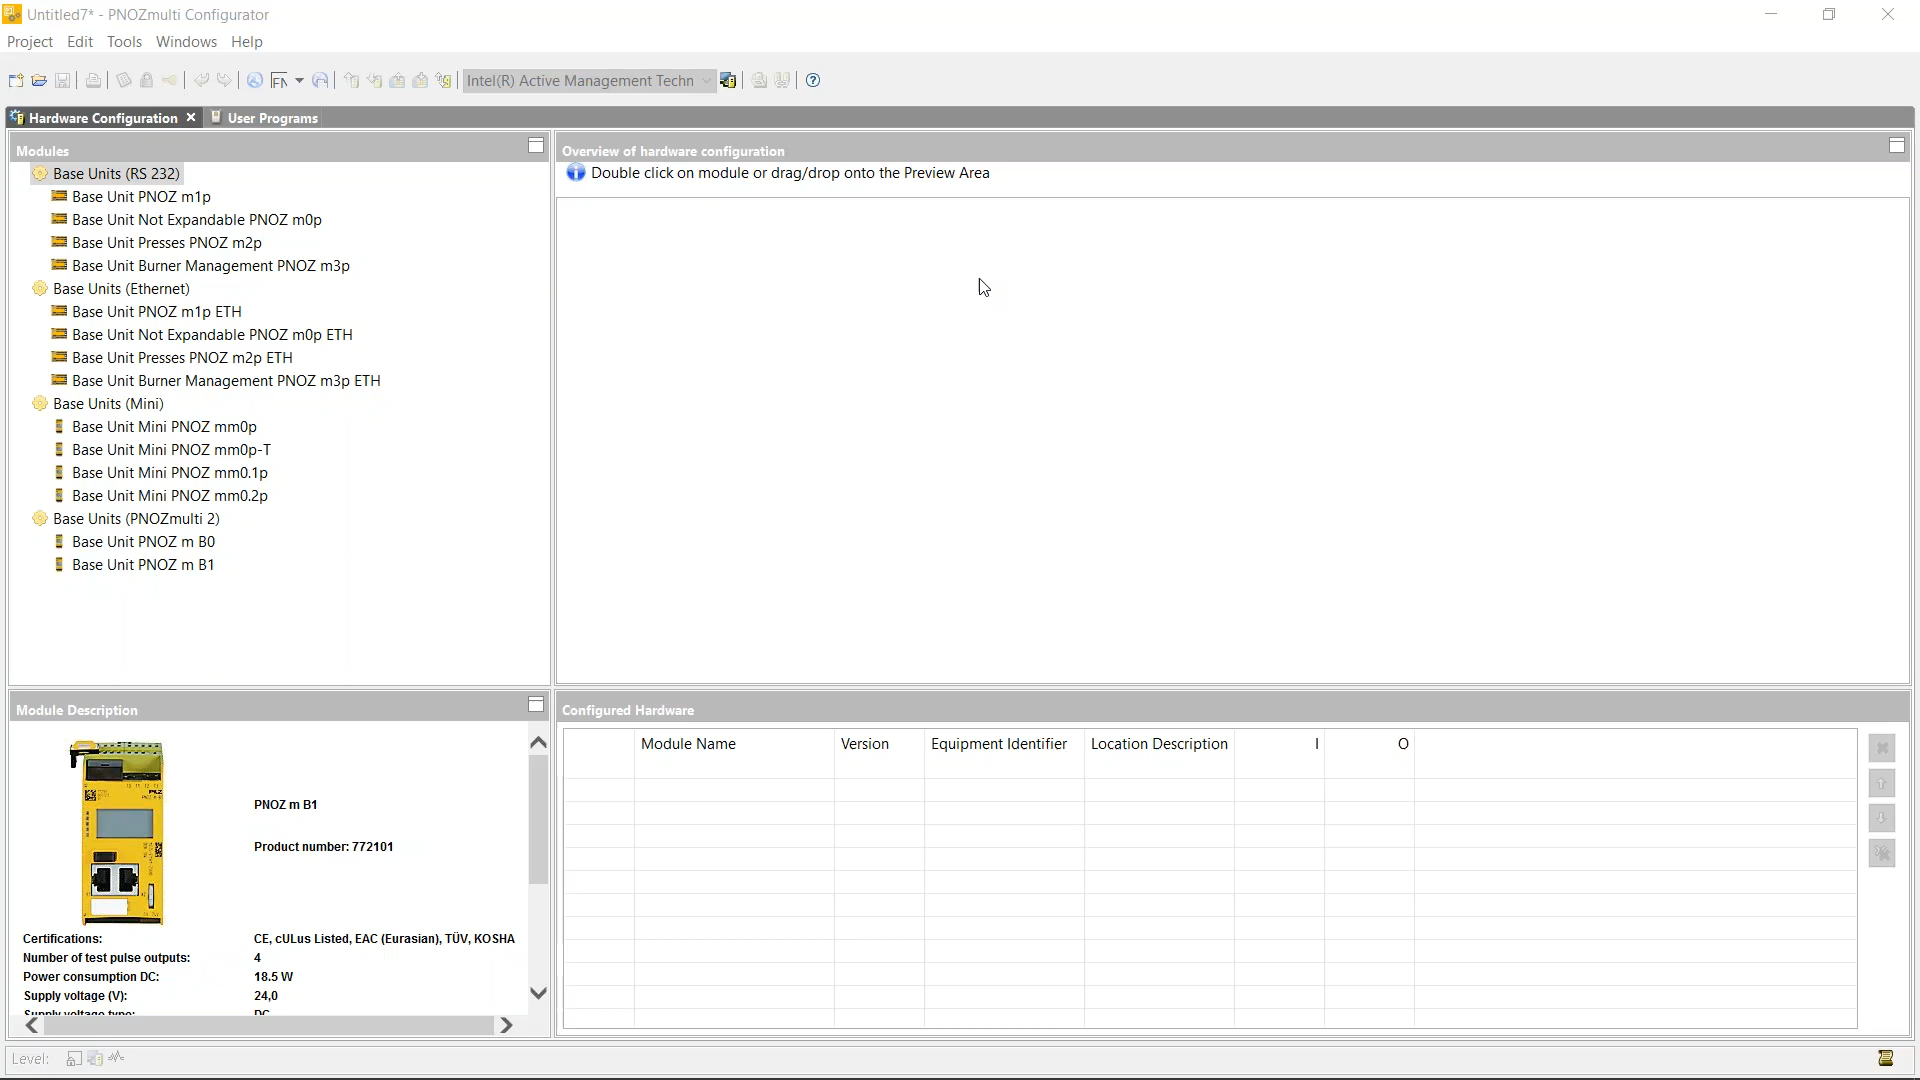 Untitled7* - PNOZmulti Configurator
Project Edit Tools Windows Help
EN Intel(R) Active Management Techn
Hardware Configuration User Programs
Modules
Base Units (RS 232)
Base Unit PNOZ m1p
Base Unit Not Expandable PNOZ m0p
Base Unit Presses PNOZ m2p
Base Unit Burner Management PNOZ m3p
Base Units (Ethernet)
Base Unit PNOZ m1p ETH
Base Unit Not Expandable PNOZ m0p ETH
Base Unit Presses PNOZ m2p ETH
Base Unit Burner Management PNOZ m3p ETH
Base Units (Mini)
Base Unit Mini PNOZ mm0p
Base Unit Mini PNOZ mm0p-T
Base Unit Mini PNOZ mm0.1p
Base Unit Mini PNOZ mm0.2p
Base Units (PNOZmulti 2)
Base Unit PNOZ m B0
Base Unit PNOZ m B1
Overview of hardware configuration
Double click on module or drag/drop onto the Preview Area
Module Description
PILZ
PNOZ m B1
Product number: 772101
Certifications: CE, cULus Listed, EAC (Eurasian), TÜV, KOSHA
Number of test pulse outputs: 4
Power consumption DC: 18.5 W
Supply voltage (V): 24,0
Supply voltage type: DC
Configured Hardware
Module Name Version Equipment Identifier Location Description I O
Level: